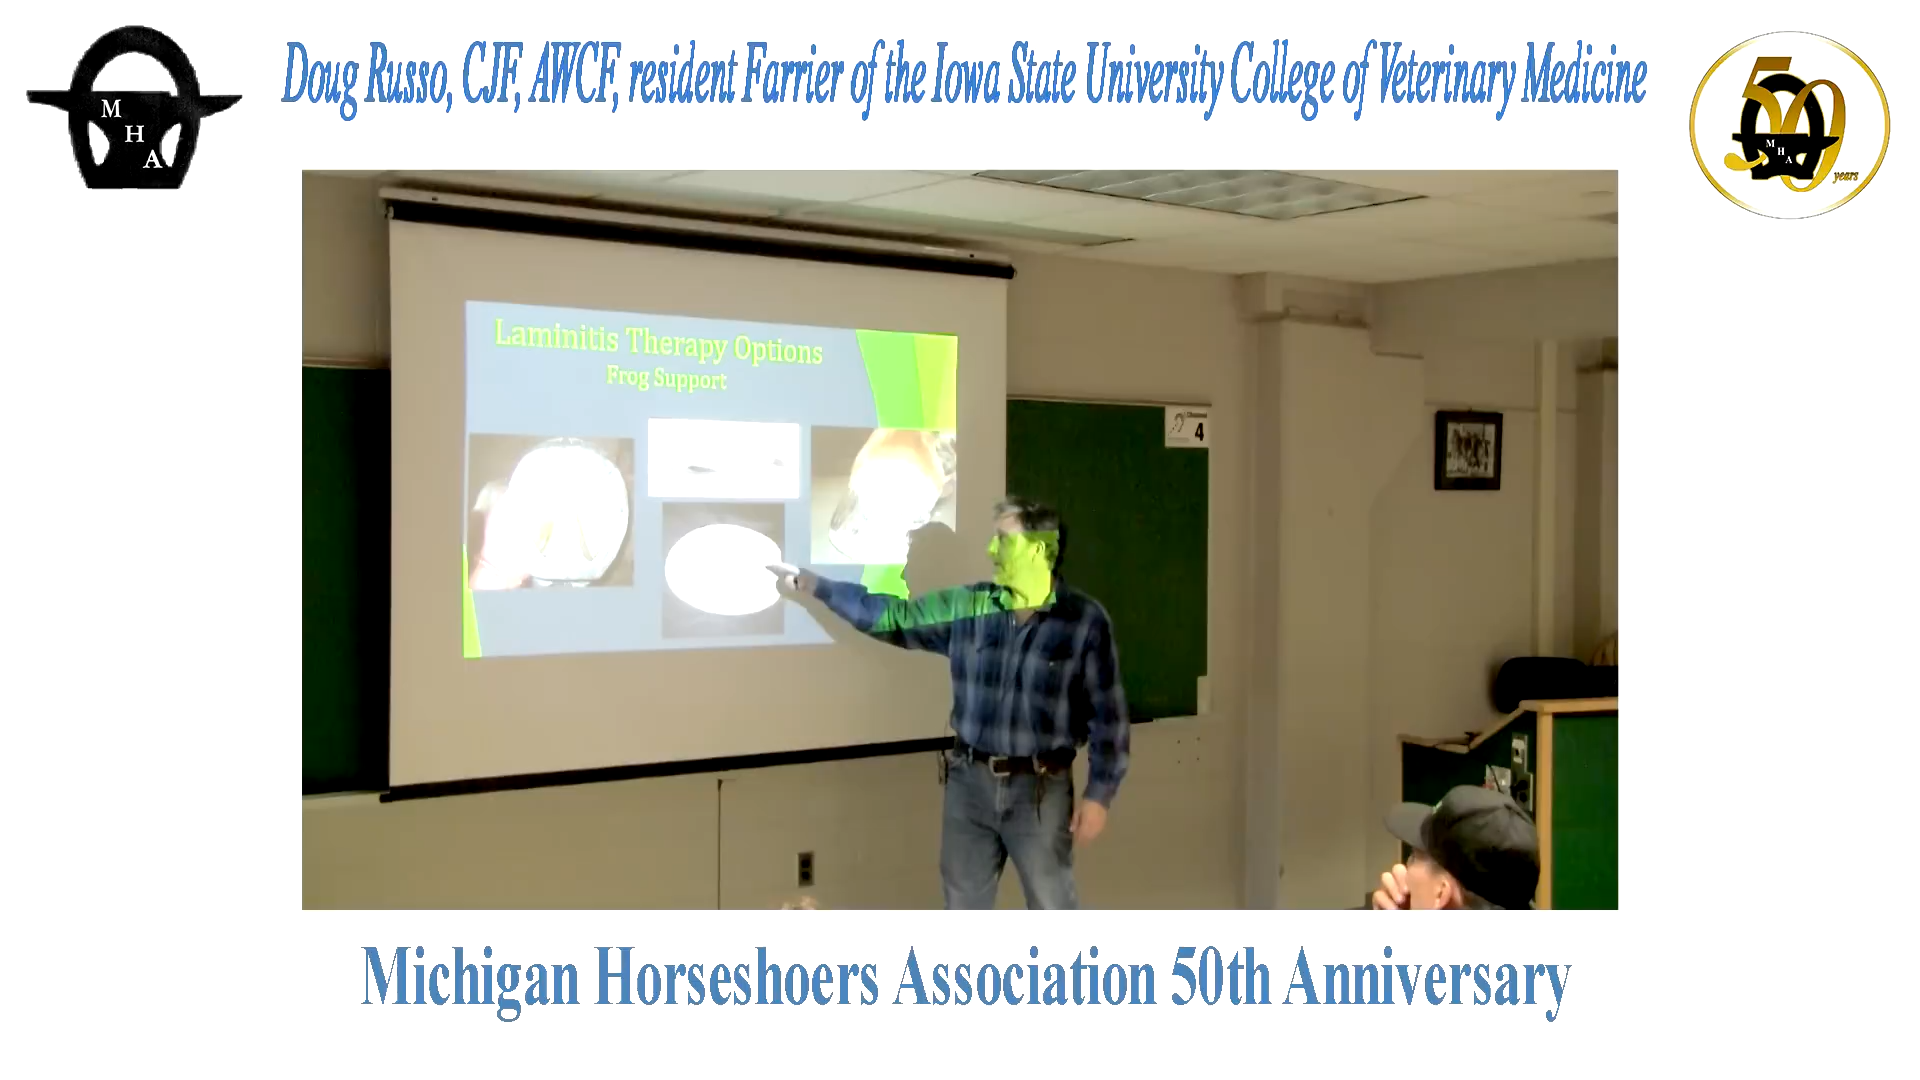 Doug Russo, CJF, AWCF, resident Farrier of the Iowa State University College of Veterinary Medicine
M
H
A
50
M
H
A
years
Laminitis Therapy Options
Frog Support
4
Michigan Horseshoers Association 50th Anniversary